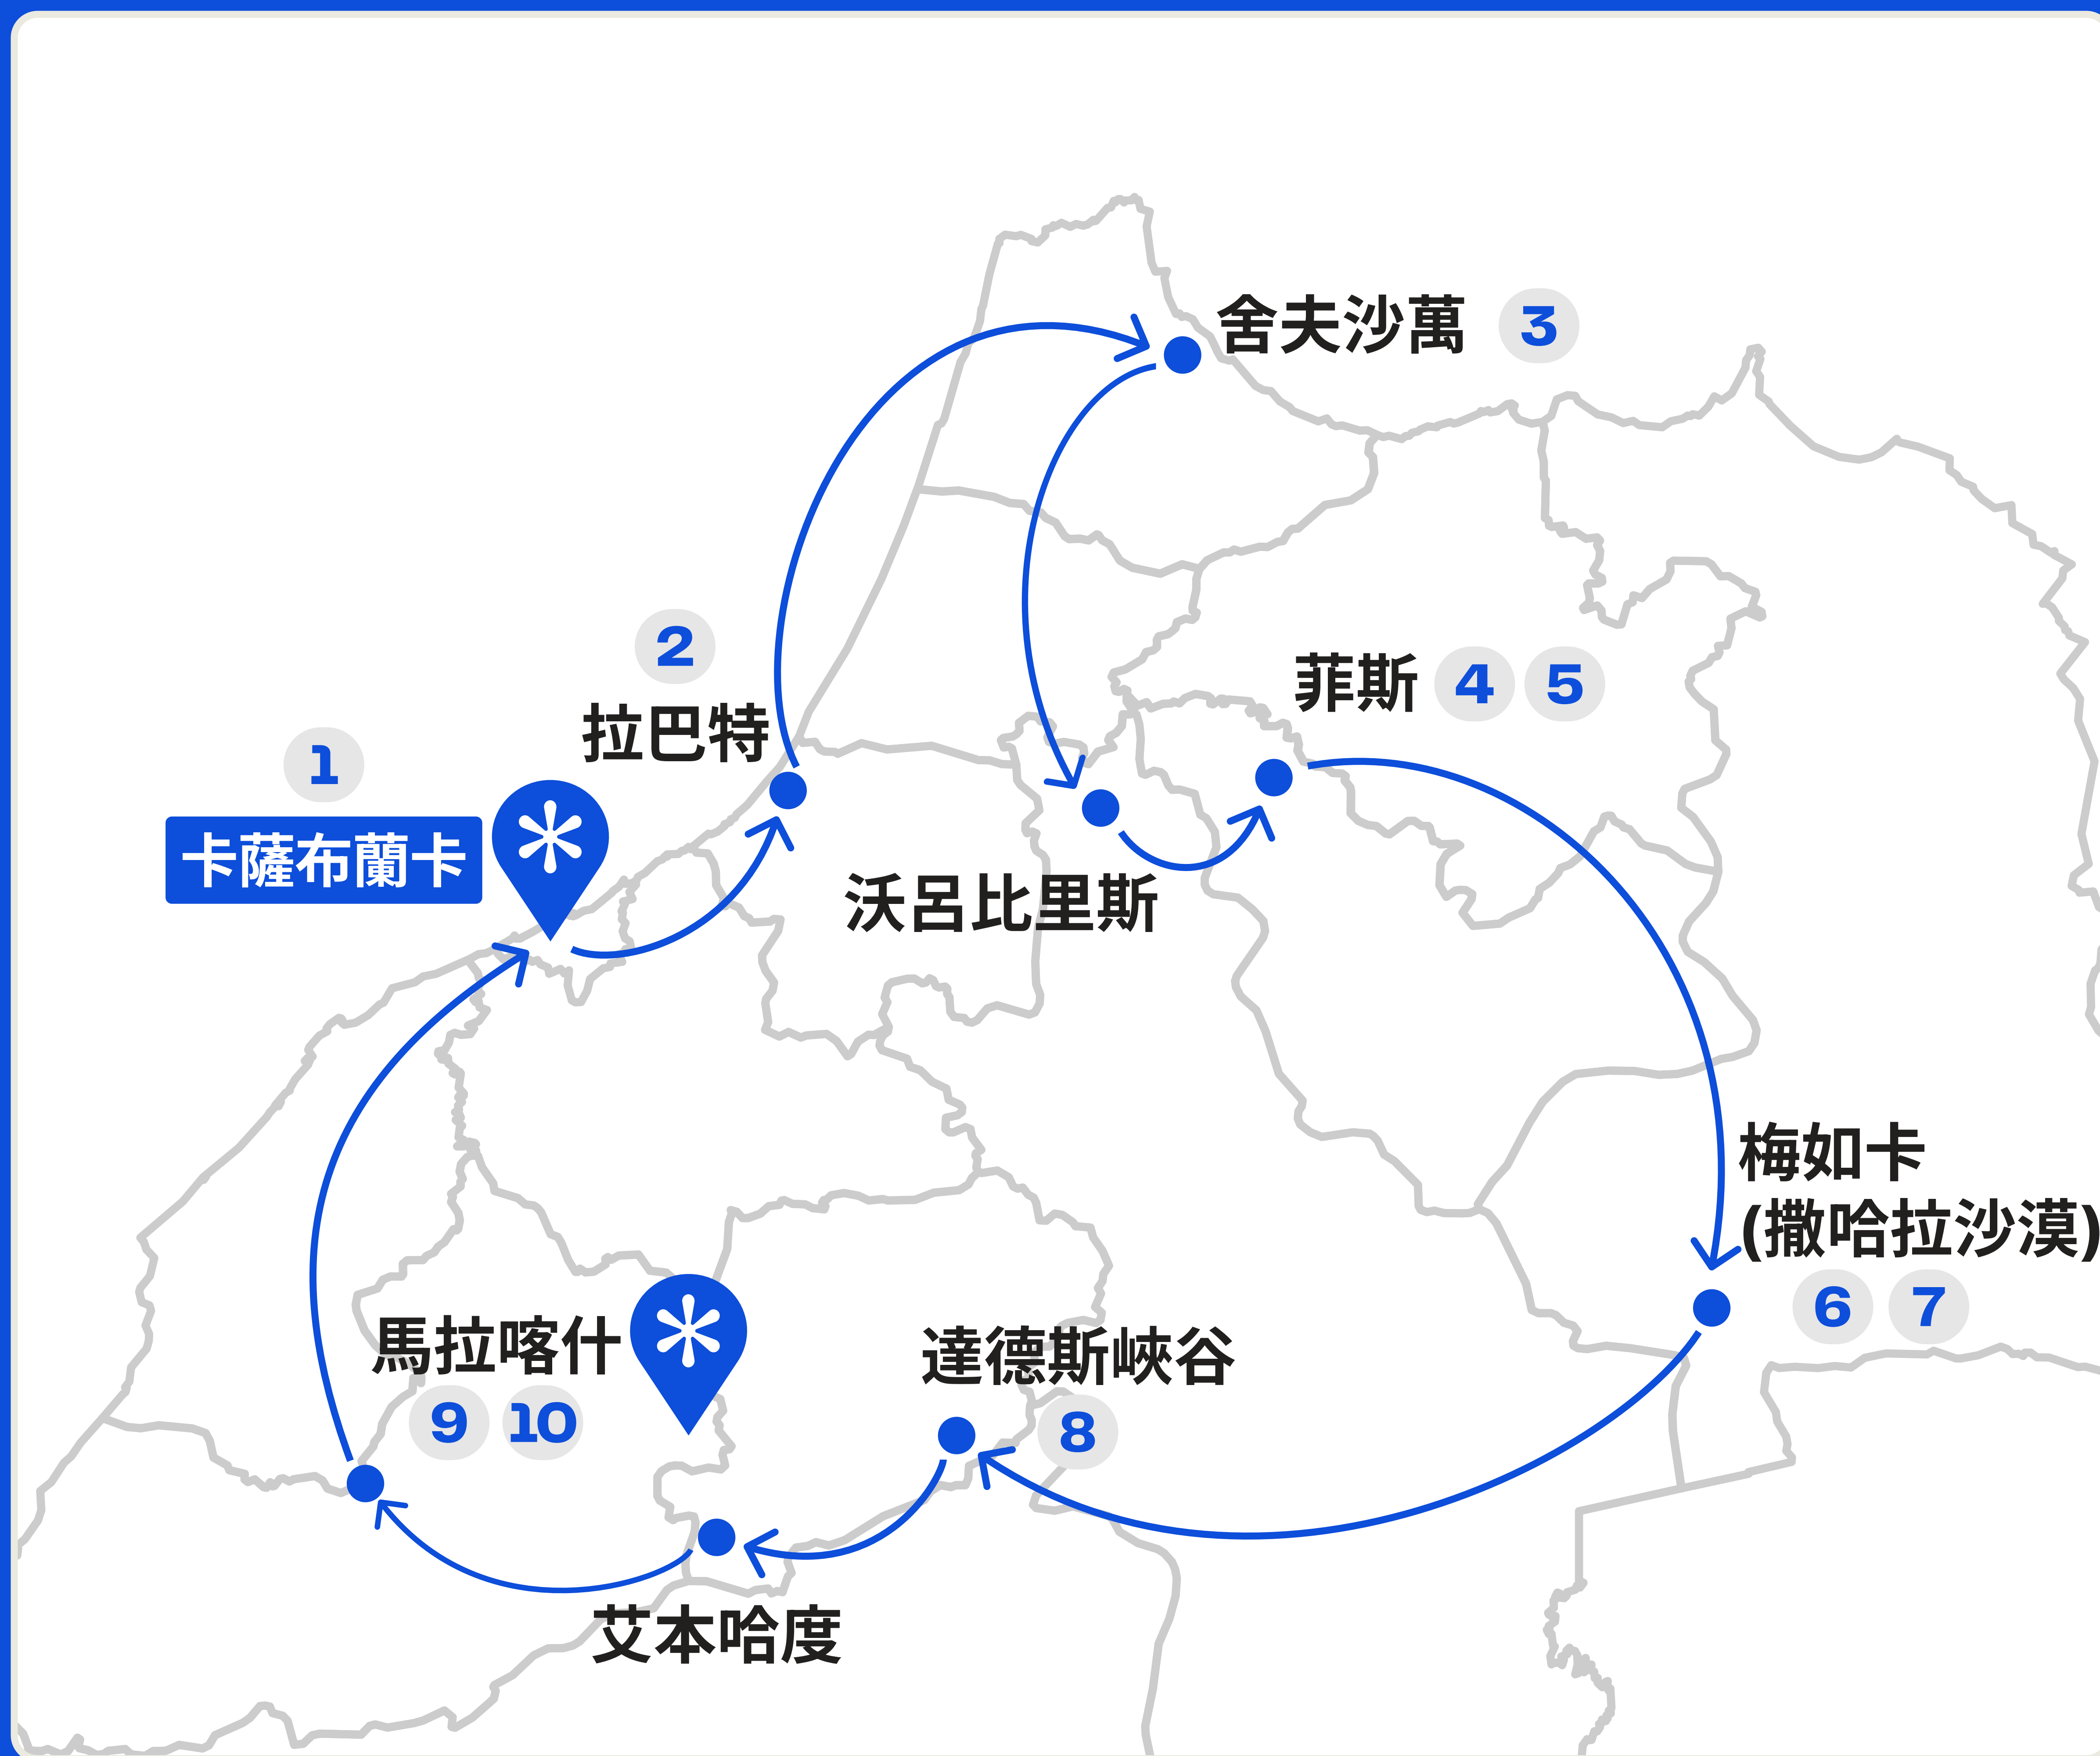 舍夫沙萬 3
2
拉巴特
菲斯 4 5
1
卡薩布蘭卡
沃呂比里斯
梅如卡
(撒哈拉沙漠)
6 7
馬拉喀什
9 10
達德斯峽谷
8
艾本哈度